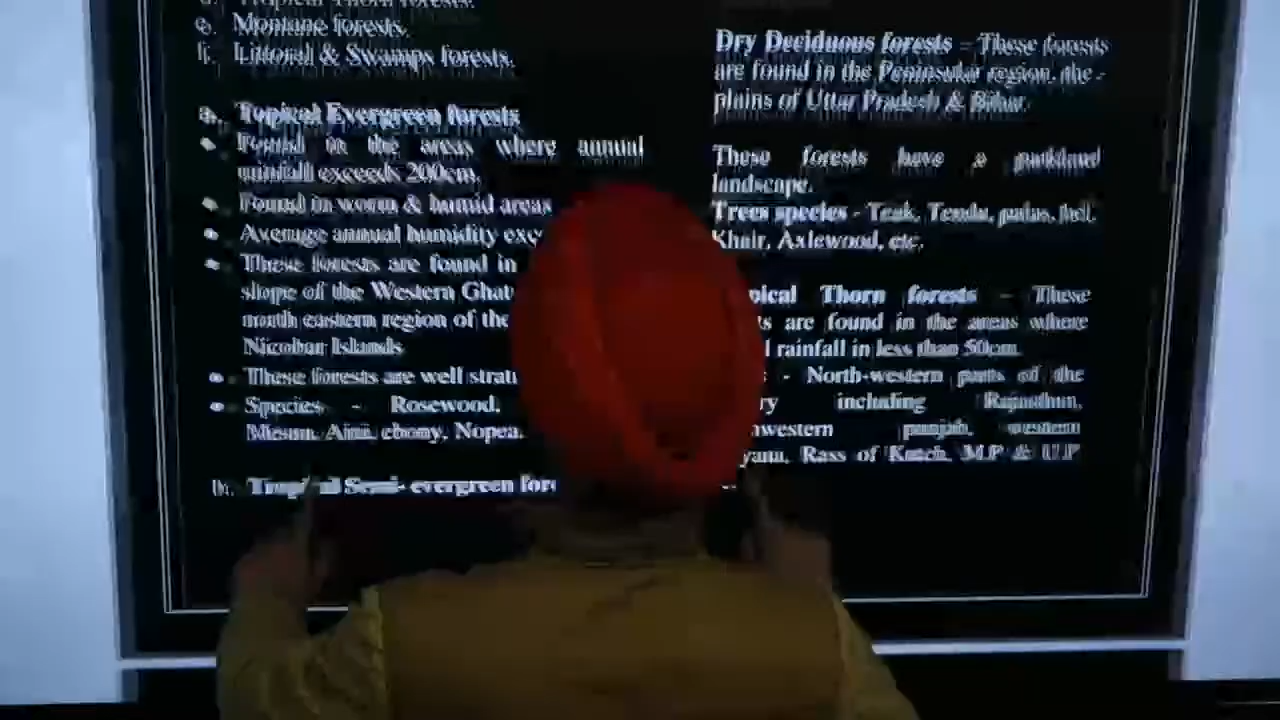 e. Montane forests.
f. Littoral & Swamps forests.
a. Topical Evergreen forests
• Found in the areas where annual
rainfall exceeds 200cm.
• Found in worm & humid areas
• Average annual humidity exc
• These forests are found in
slope of the Western Ghat
north eastern region of the
Nicobar Islands
• These forests are well strati
• Species - Rosewood,
ebony, Nopea.
b. Tropical Semi-evergreen fore
Dry Deciduous forests – These forests
are found in the Peninsular region, the
plains of Uttar Pradesh & Bihar.
These forests have a parkland
landscape.
Trees species - Teak, Tendu, palas, bel,
Khair, Axlewood, etc.
pical Thorn forests – These
ts are found in the areas where
l rainfall in less than 50cm.
- North-western parts of the
ry including Rajasthan,
western punjab, western
yana, Rass of Kutch, M.P & U.P